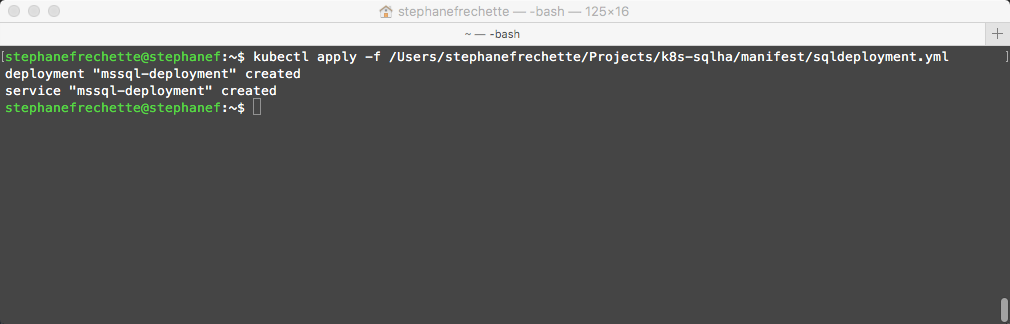 stephanefrechette — -bash — 125×16
~ — -bash
stephanefrechette@stephanef:~$ kubectl apply -f /Users/stephanefrechette/Projects/k8s-sqlha/manifest/sqldeployment.yml
deployment "mssql-deployment" created
service "mssql-deployment" created
stephanefrechette@stephanef:~$